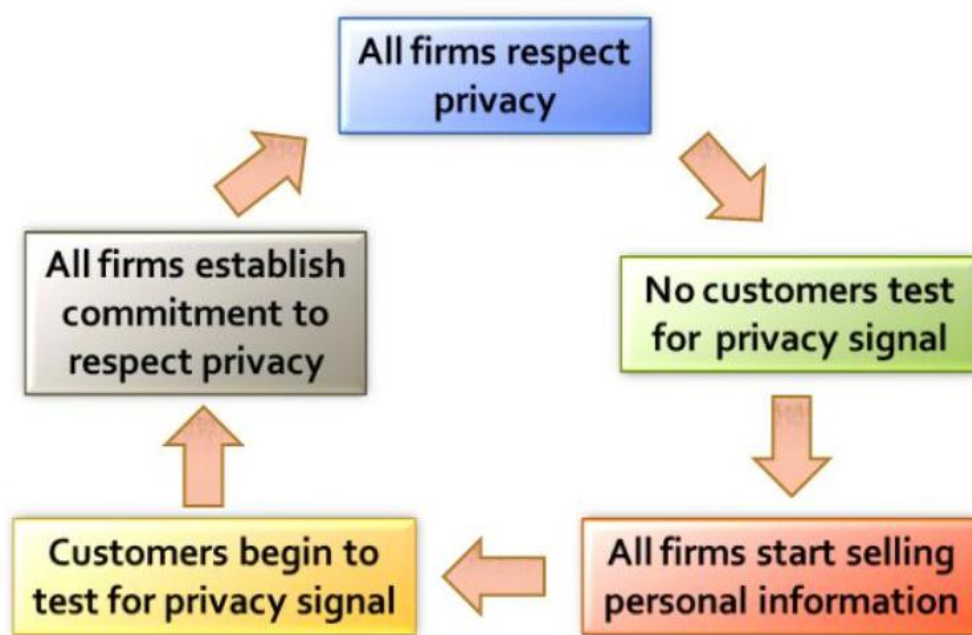 All firms respect
privacy
No customers test
for privacy signal
All firms start selling
personal information
Customers begin to
test for privacy signal
All firms establish
commitment to
respect privacy